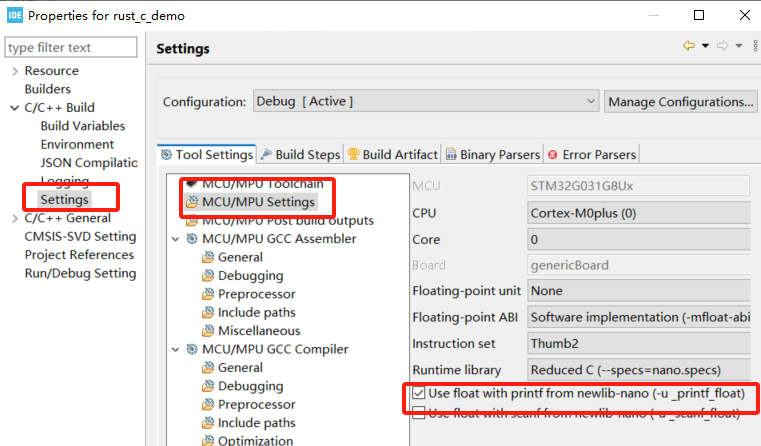 IDE Properties for rust_c_demo
type filter text
Resource
Builders
C/C++ Build
Build Variables
Environment
JSON Compilatio
Logging
Settings
C/C++ General
CMSIS-SVD Setting
Project References
Run/Debug Setting
Settings
Configuration: Debug [ Active ] Manage Configurations...
Tool Settings Build Steps Build Artifact Binary Parsers Error Parsers
MCU/MPU Toolchain
MCU/MPU Settings
MCU/MPU Post build outputs
MCU/MPU GCC Assembler
General
Debugging
Preprocessor
Include paths
Miscellaneous
MCU/MPU GCC Compiler
General
Debugging
Preprocessor
Include paths
Optimization
MCU STM32G031G8Ux
CPU Cortex-M0plus (0)
Core 0
Board genericBoard
Floating-point unit None
Floating-point ABI Software implementation (-mfloat-abi
Instruction set Thumb2
Runtime library Reduced C (--specs=nano.specs)
Use float with printf from newlib-nano (-u _printf_float)
Use float with scanf from newlib-nano (-u _scanf_float)